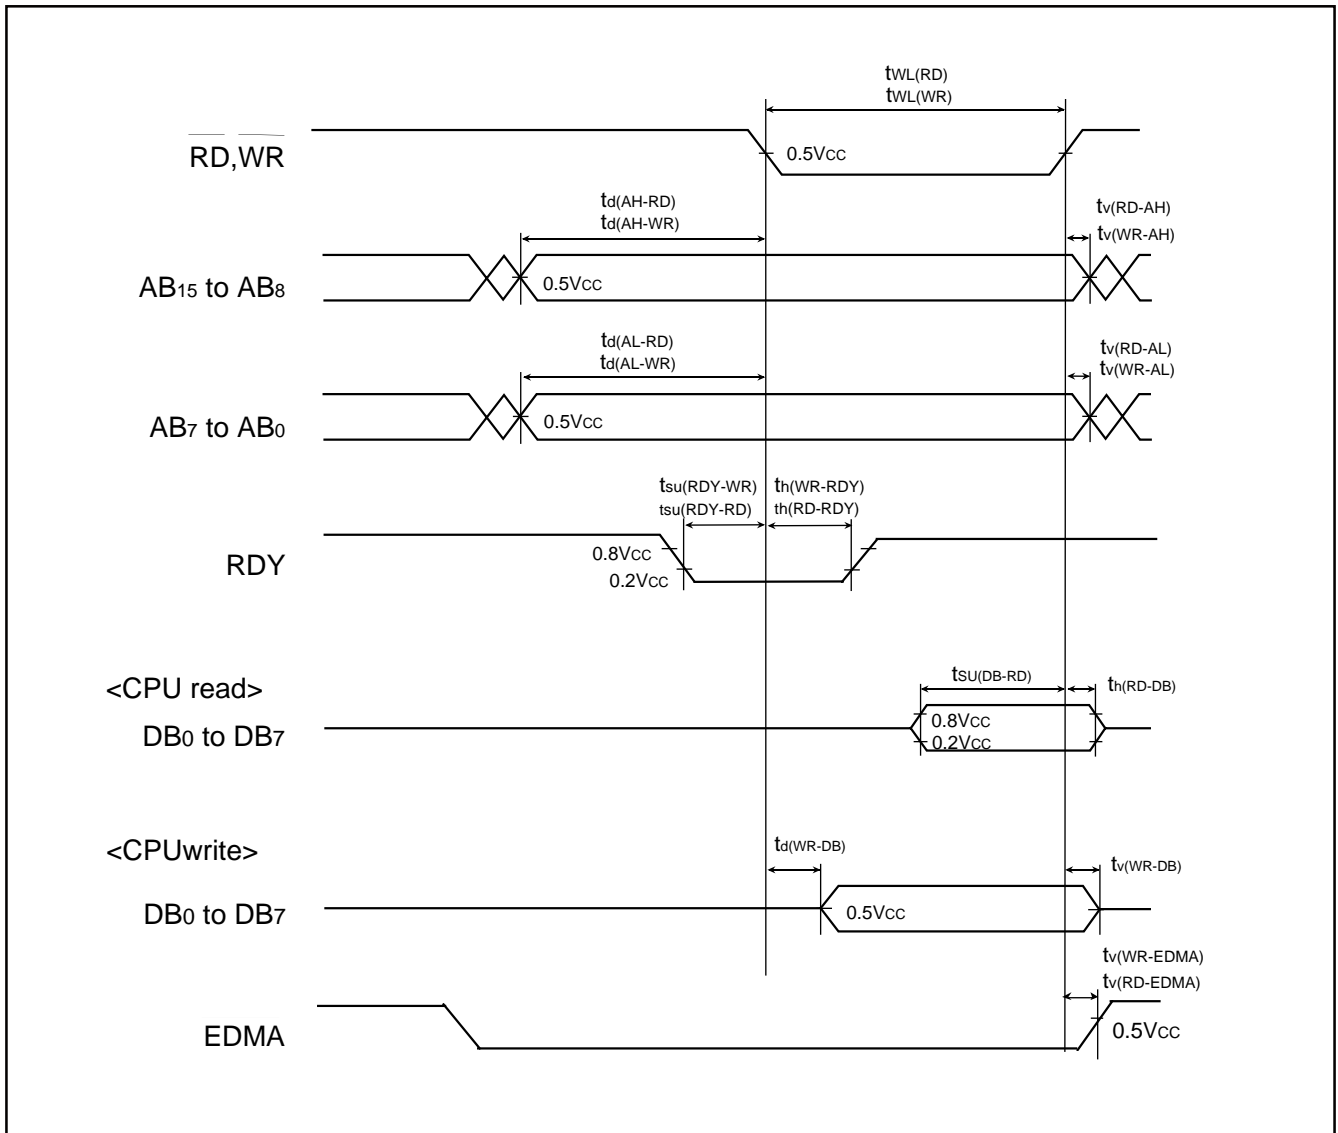 tWL(RD)
tWL(WR)
RD,WR
0.5VCC
td(AH-RD)
td(AH-WR)
tv(RD-AH)
tv(WR-AH)
AB15 to AB8
0.5VCC
td(AL-RD)
td(AL-WR)
tv(RD-AL)
tv(WR-AL)
AB7 to AB0
0.5VCC
tsu(RDY-WR) th(WR-RDY)
tsu(RDY-RD) th(RD-RDY)
RDY
0.8VCC
0.2VCC
<CPU read>
tSU(DB-RD)
th(RD-DB)
DB0 to DB7
0.8VCC
0.2VCC
<CPUwrite>
td(WR-DB)
tv(WR-DB)
DB0 to DB7
0.5VCC
tv(WR-EDMA)
tv(RD-EDMA)
EDMA
0.5VCC